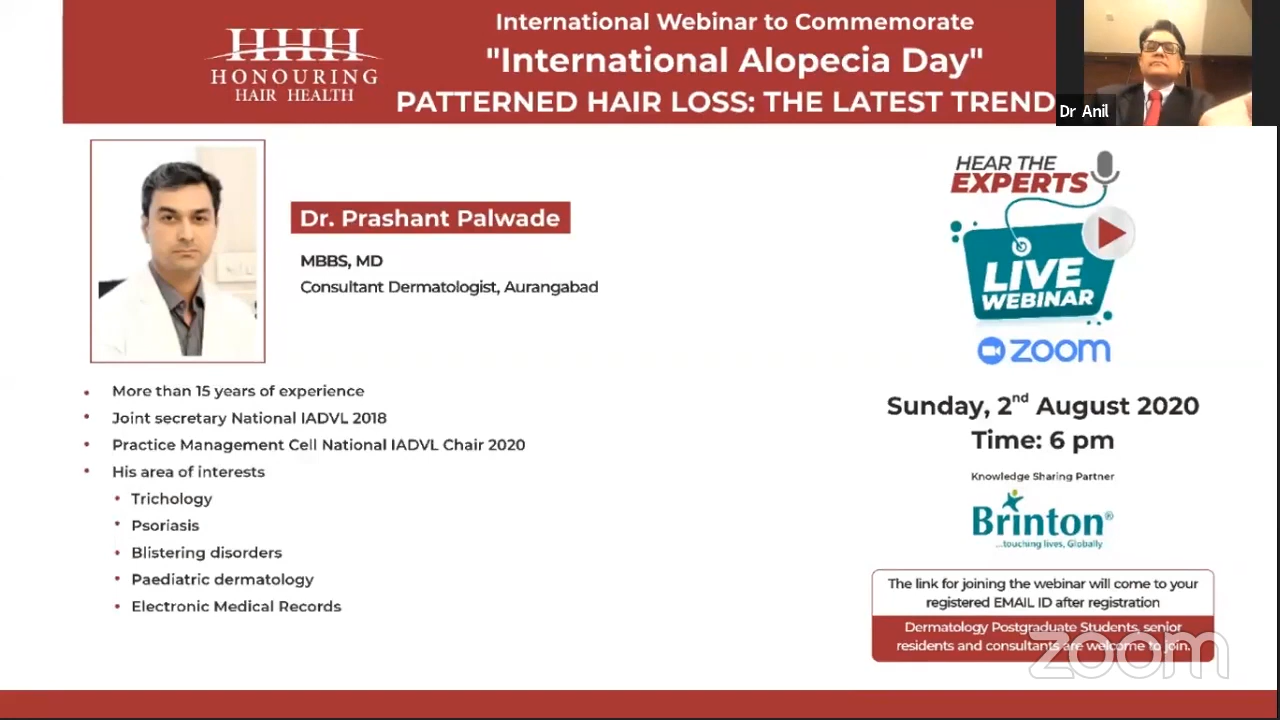 HHH
HONOURING
HAIR HEALTH
International Webinar to Commemorate
"International Alopecia Day"
PATTERNED HAIR LOSS: THE LATEST TREND
Dr Anil
Dr. Prashant Palwade
MBBS, MD
Consultant Dermatologist, Aurangabad
• More than 15 years of experience
• Joint secretary National IADVL 2018
• Practice Management Cell National IADVL Chair 2020
• His area of interests
• Trichology
• Psoriasis
• Blistering disorders
• Paediatric dermatology
• Electronic Medical Records
HEAR THE
EXPERTS
LIVE
WEBINAR
zoom
Sunday, 2nd August 2020
Time: 6 pm
Knowledge Sharing Partner
Brinton®
...touching lives, Globally
The link for joining the webinar will come to your
registered EMAIL ID after registration
Dermatology Postgraduate Students, senior
residents and consultants are welcome to join.
zoom